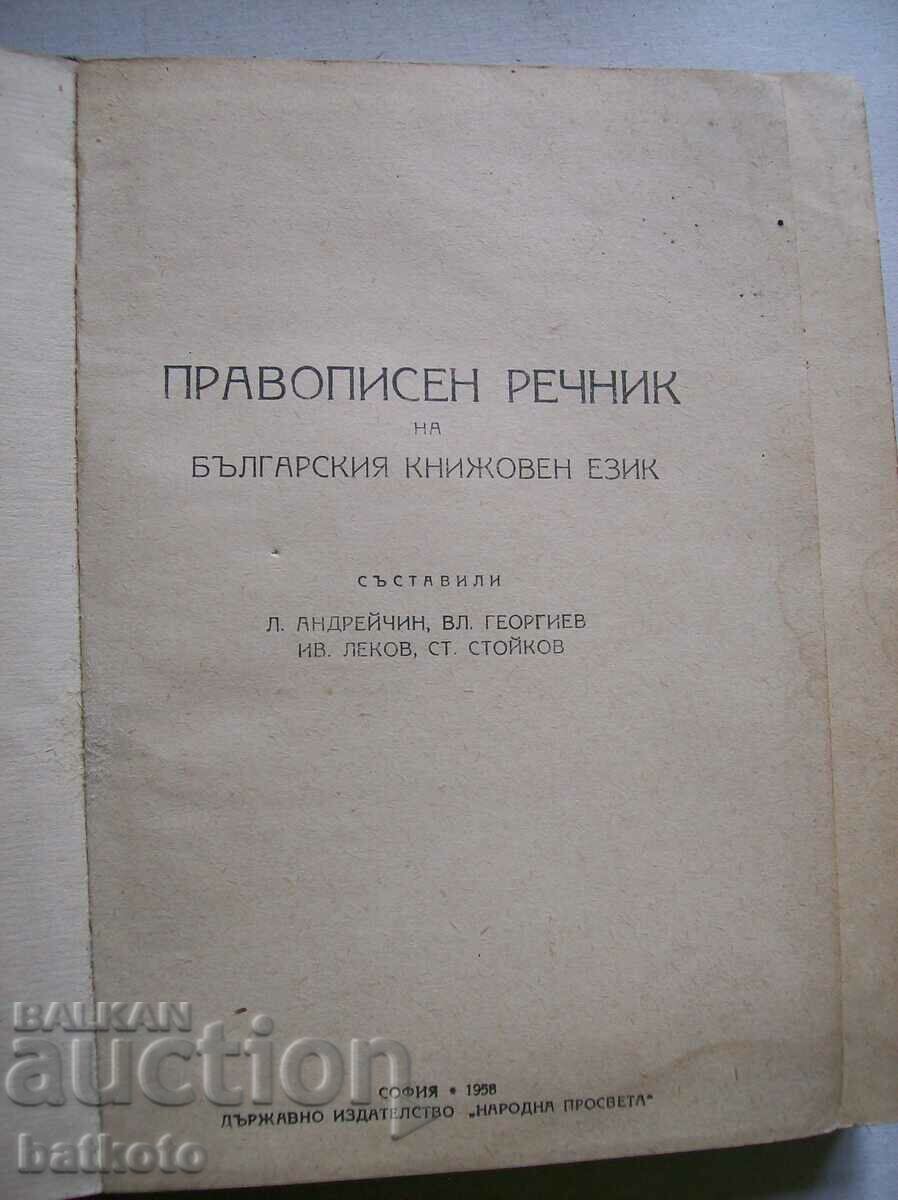 ПРАВОПИСЕН РЕЧНИК
НА
БЪЛГАРСКИЯ КНИЖОВЕН ЕЗИК
СЪСТАВИЛИ
Л. АНДРЕЙЧИН, ВЛ. ГЕОРГИЕВ
ИВ. ЛЕКОВ, СТ. СТОЙКОВ
СОФИЯ • 1958
ДЪРЖАВНО ИЗДАТЕЛСТВО „НАРОДНА ПРОСВЕТА"
BALKAN
auction
batkoto